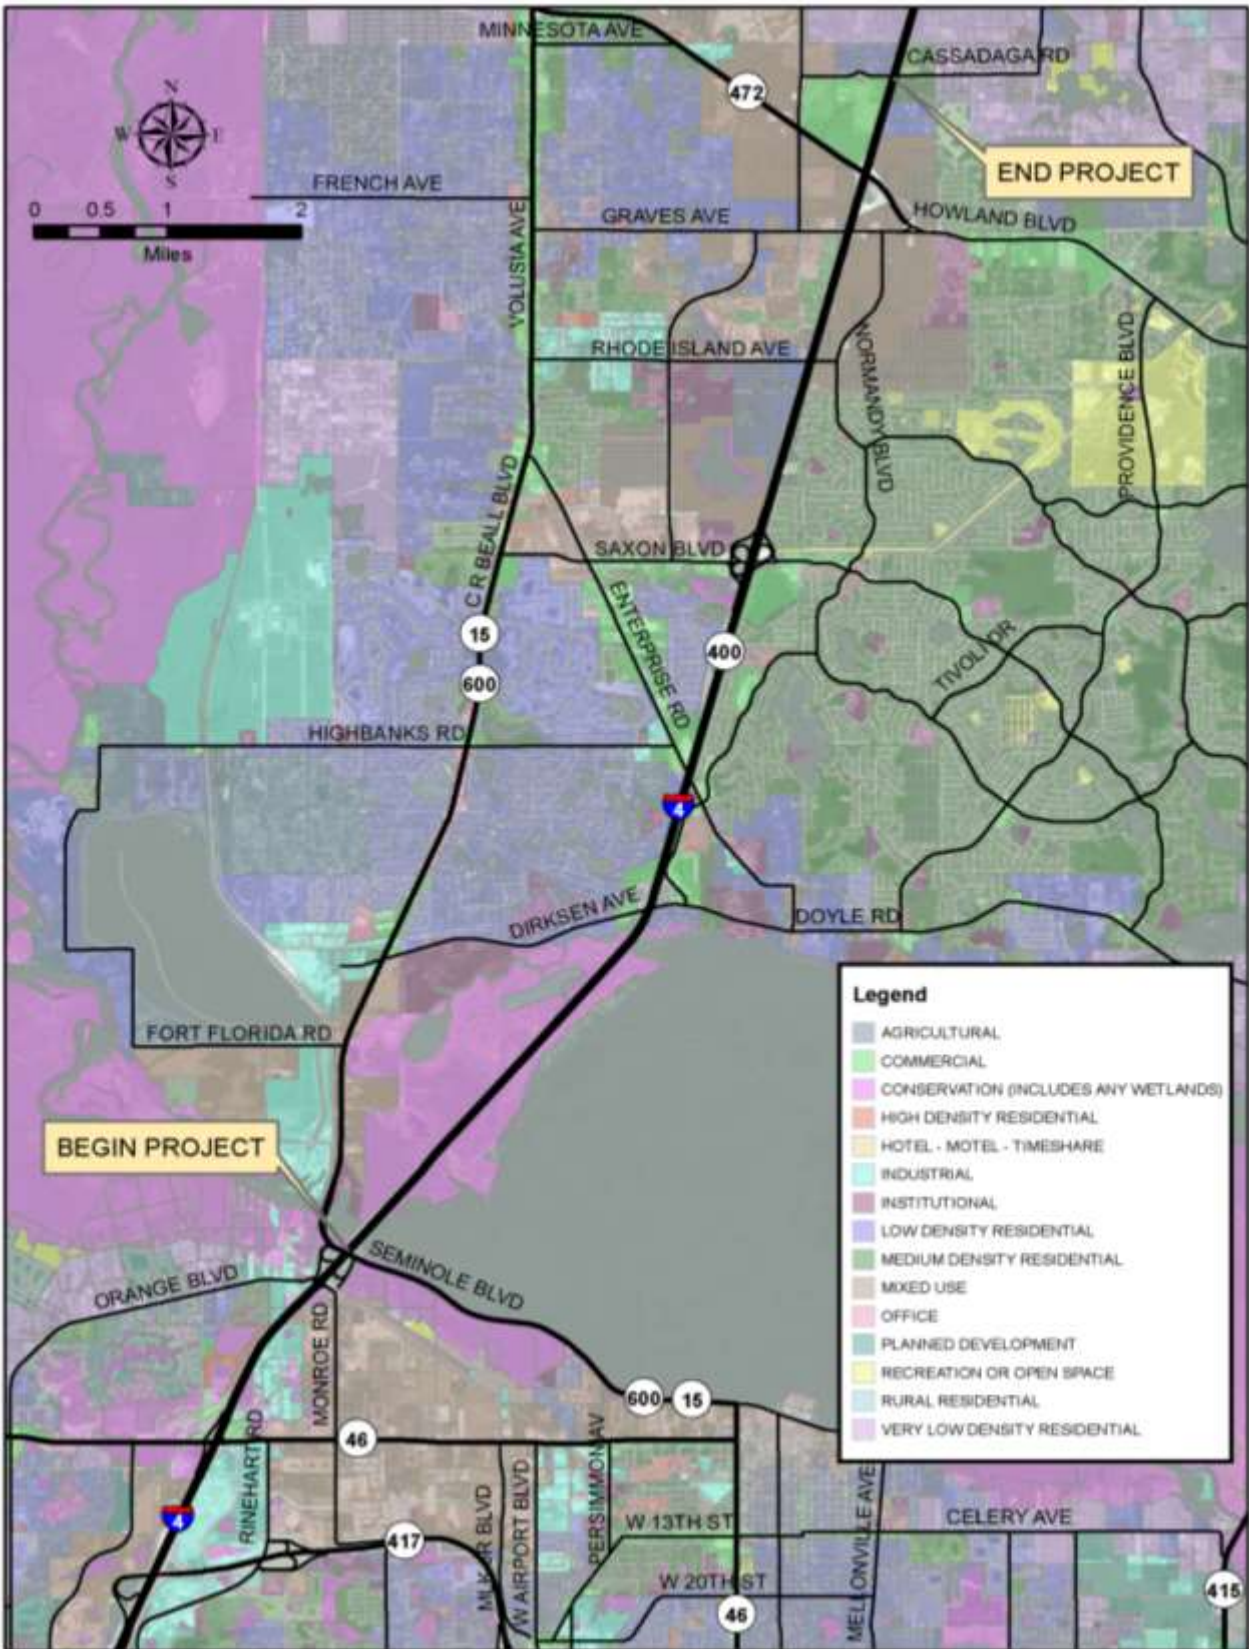 MINNESOTA AVE
CASSADAGA RD
472
N
W E
S
END PROJECT
FRENCH AVE
0 0.5 1 2
Miles
VOLUSIA AVE
GRAVES AVE
HOWLAND BLVD
RHODE ISLAND AVE
NORMANDY BLVD
PROVIDENCE BLVD
C R BEALL BLVD
SAXON BLVD
ENTERPRISE RD
15
400
600
TIVOLI DR
HIGHBANKS RD
4
DIRKSEN AVE
DOYLE RD
FORT FLORIDA RD
BEGIN PROJECT
ORANGE BLVD
SEMINOLE BLVD
MONROE RD
Legend
AGRICULTURAL
COMMERCIAL
CONSERVATION (INCLUDES ANY WETLANDS)
HIGH DENSITY RESIDENTIAL
HOTEL - MOTEL - TIMESHARE
INDUSTRIAL
INSTITUTIONAL
LOW DENSITY RESIDENTIAL
MEDIUM DENSITY RESIDENTIAL
MIXED USE
OFFICE
PLANNED DEVELOPMENT
RECREATION OR OPEN SPACE
RURAL RESIDENTIAL
VERY LOW DENSITY RESIDENTIAL
600 15
46
RINEHART RD
4
417
MLK JR BLVD
W AIRPORT BLVD
PERSIMMON AV
W 13TH ST
W 20TH ST
46
MELLONVILLE AVE
CELERY AVE
415